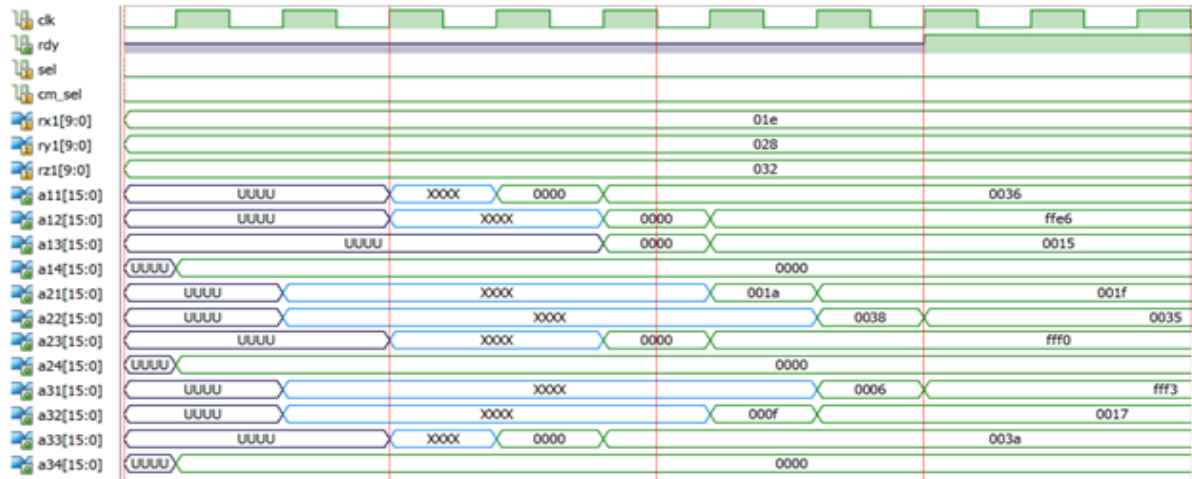 clk
rdy
sel
cm_sel
rx1[9:0] 01e
ry1[9:0] 028
rz1[9:0] 032
a11[15:0] UUUU XXXX 0000 0036
a12[15:0] UUUU XXXX 0000 ffe6
a13[15:0] UUUU 0000 0015
a14[15:0] UUUU 0000
a21[15:0] UUUU XXXX 001a 001f
a22[15:0] UUUU XXXX 0038 0035
a23[15:0] UUUU XXXX 0000 fff0
a24[15:0] UUUU 0000
a31[15:0] UUUU XXXX 0006 fff3
a32[15:0] UUUU XXXX 000f 0017
a33[15:0] UUUU XXXX 0000 003a
a34[15:0] UUUU 0000